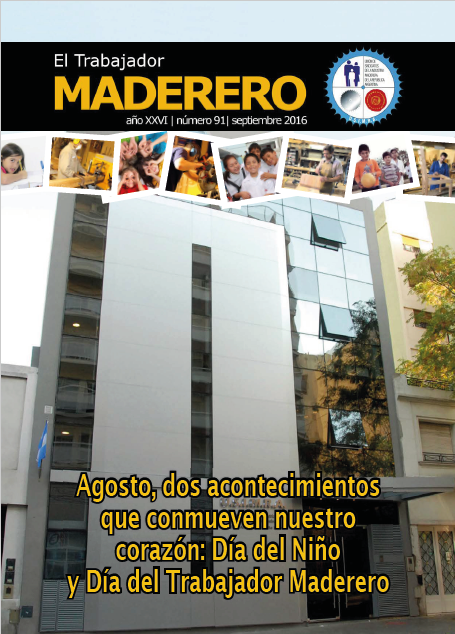 El Trabajador
MADERERO
año XXVI | número 91| septiembre 2016
Agosto, dos acontecimientos
que conmueven nuestro
corazón: Día del Niño
y Día del Trabajador Maderero